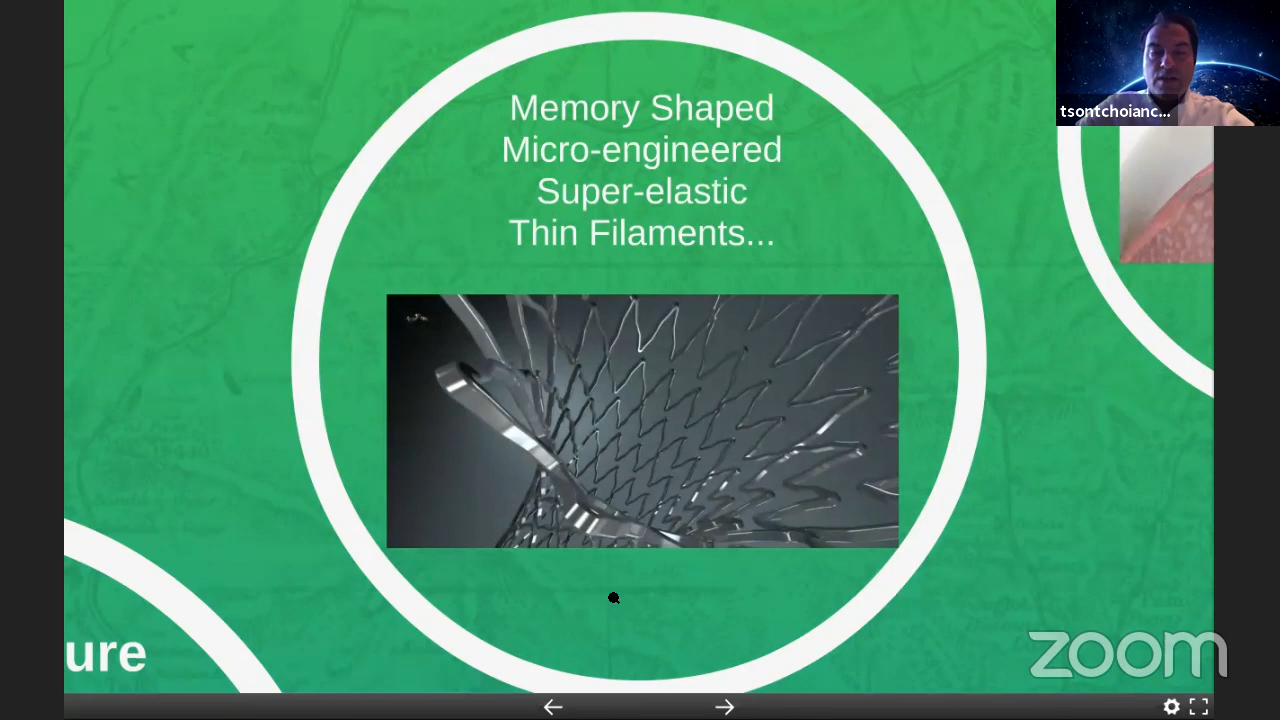 Memory Shaped
Micro-engineered
Super-elastic
Thin Filaments...
tsontchoianc...
ure
zoom